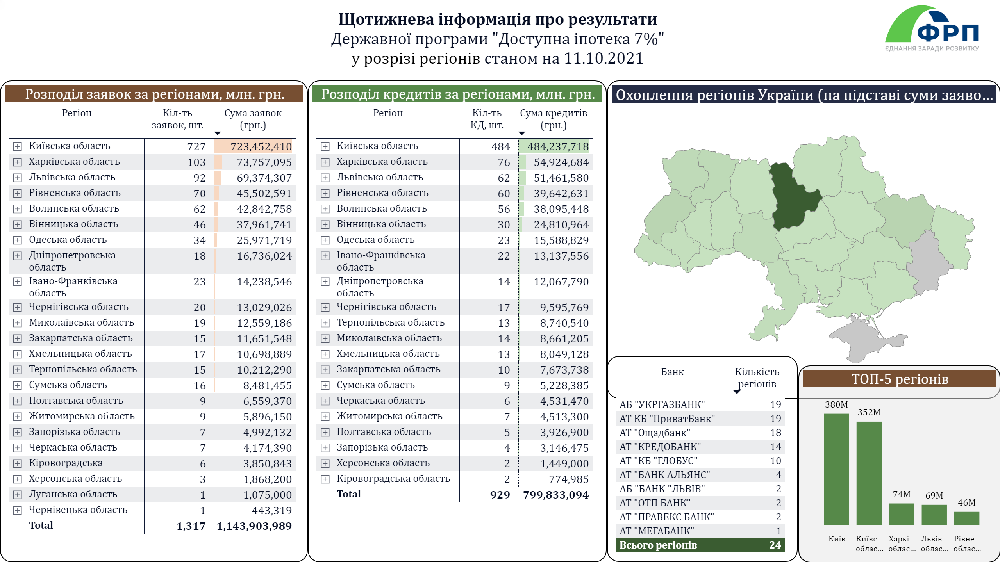 Щотижнева інформація про результати
Державної програми "Доступна іпотека 7%"
у розрізі регіонів станом на 11.10.2021
ФРП
ЄДНАННЯ ЗАРАДИ РОЗВИТКУ
Розподіл заявок за регіонами, млн. грн.
Регіон Кіл-ть Сума заявок
заявок, шт. (грн.)
Київська область 727 723,452,410
Харківська область 103 73,757,095
Львівська область 92 69,374,307
Рівненська область 70 45,502,591
Волинська область 62 42,842,758
Вінницька область 46 37,961,741
Одеська область 34 25,971,719
Дніпропетровська 18 16,736,024
область
Івано-Франківська 23 14,238,546
область
Чернігівська область 20 13,029,026
Миколаївська область 19 12,559,186
Закарпатська область 15 11,651,548
Хмельницька область 17 10,698,889
Тернопільська область 15 10,212,290
Сумська область 16 8,481,455
Полтавська область 9 6,559,370
Житомирська область 9 5,896,150
Запорізька область 7 4,992,132
Черкаська область 7 4,174,390
Кіровоградська 6 3,850,843
Херсонська область 3 1,868,200
Луганська область 1 1,075,000
Чернівецька область 1 443,319
Total 1,317 1,143,903,989
Розподіл кредитів за регіонами, млн. грн.
Регіон Кіл-ть Сума кредитів
КД, шт. (грн.)
Київська область 484 484,237,718
Харківська область 76 54,924,684
Львівська область 62 51,461,580
Рівненська область 60 39,642,631
Волинська область 56 38,095,448
Вінницька область 30 24,810,964
Одеська область 23 15,588,829
Івано-Франківська 22 13,137,556
область
Дніпропетровська 14 12,067,790
область
Чернігівська область 17 9,595,769
Тернопільська область 13 8,740,540
Миколаївська область 14 8,661,205
Хмельницька область 13 8,049,128
Закарпатська область 10 7,673,738
Сумська область 9 5,228,385
Черкаська область 6 4,531,470
Житомирська область 7 4,513,300
Полтавська область 5 3,926,900
Запорізька область 4 3,146,475
Херсонська область 2 1,449,000
Кіровоградська область 2 774,985
Total 929 799,833,094
Охоплення регіонів України (на підставі суми заяво...
Банк Кількість
регіонів
АБ "УКРГАЗБАНК" 19
АТ КБ "ПриватБанк" 19
АТ "Ощадбанк" 18
АТ "КРЕДОБАНК" 14
АТ "КБ "ГЛОБУС" 10
АТ "БАНК АЛЬЯНС" 4
АБ "БАНК "ЛЬВІВ" 2
АТ "ОТП БАНК" 2
АТ "ПРАВЕКС БАНК" 2
АТ "МЕГАБАНК" 1
Всього регіонів 24
ТОП-5 регіонів
380M 352M 74M 69M 46M
Київ Київс... Харкі... Львів... Рівне...
облас... облас... облас... облас...